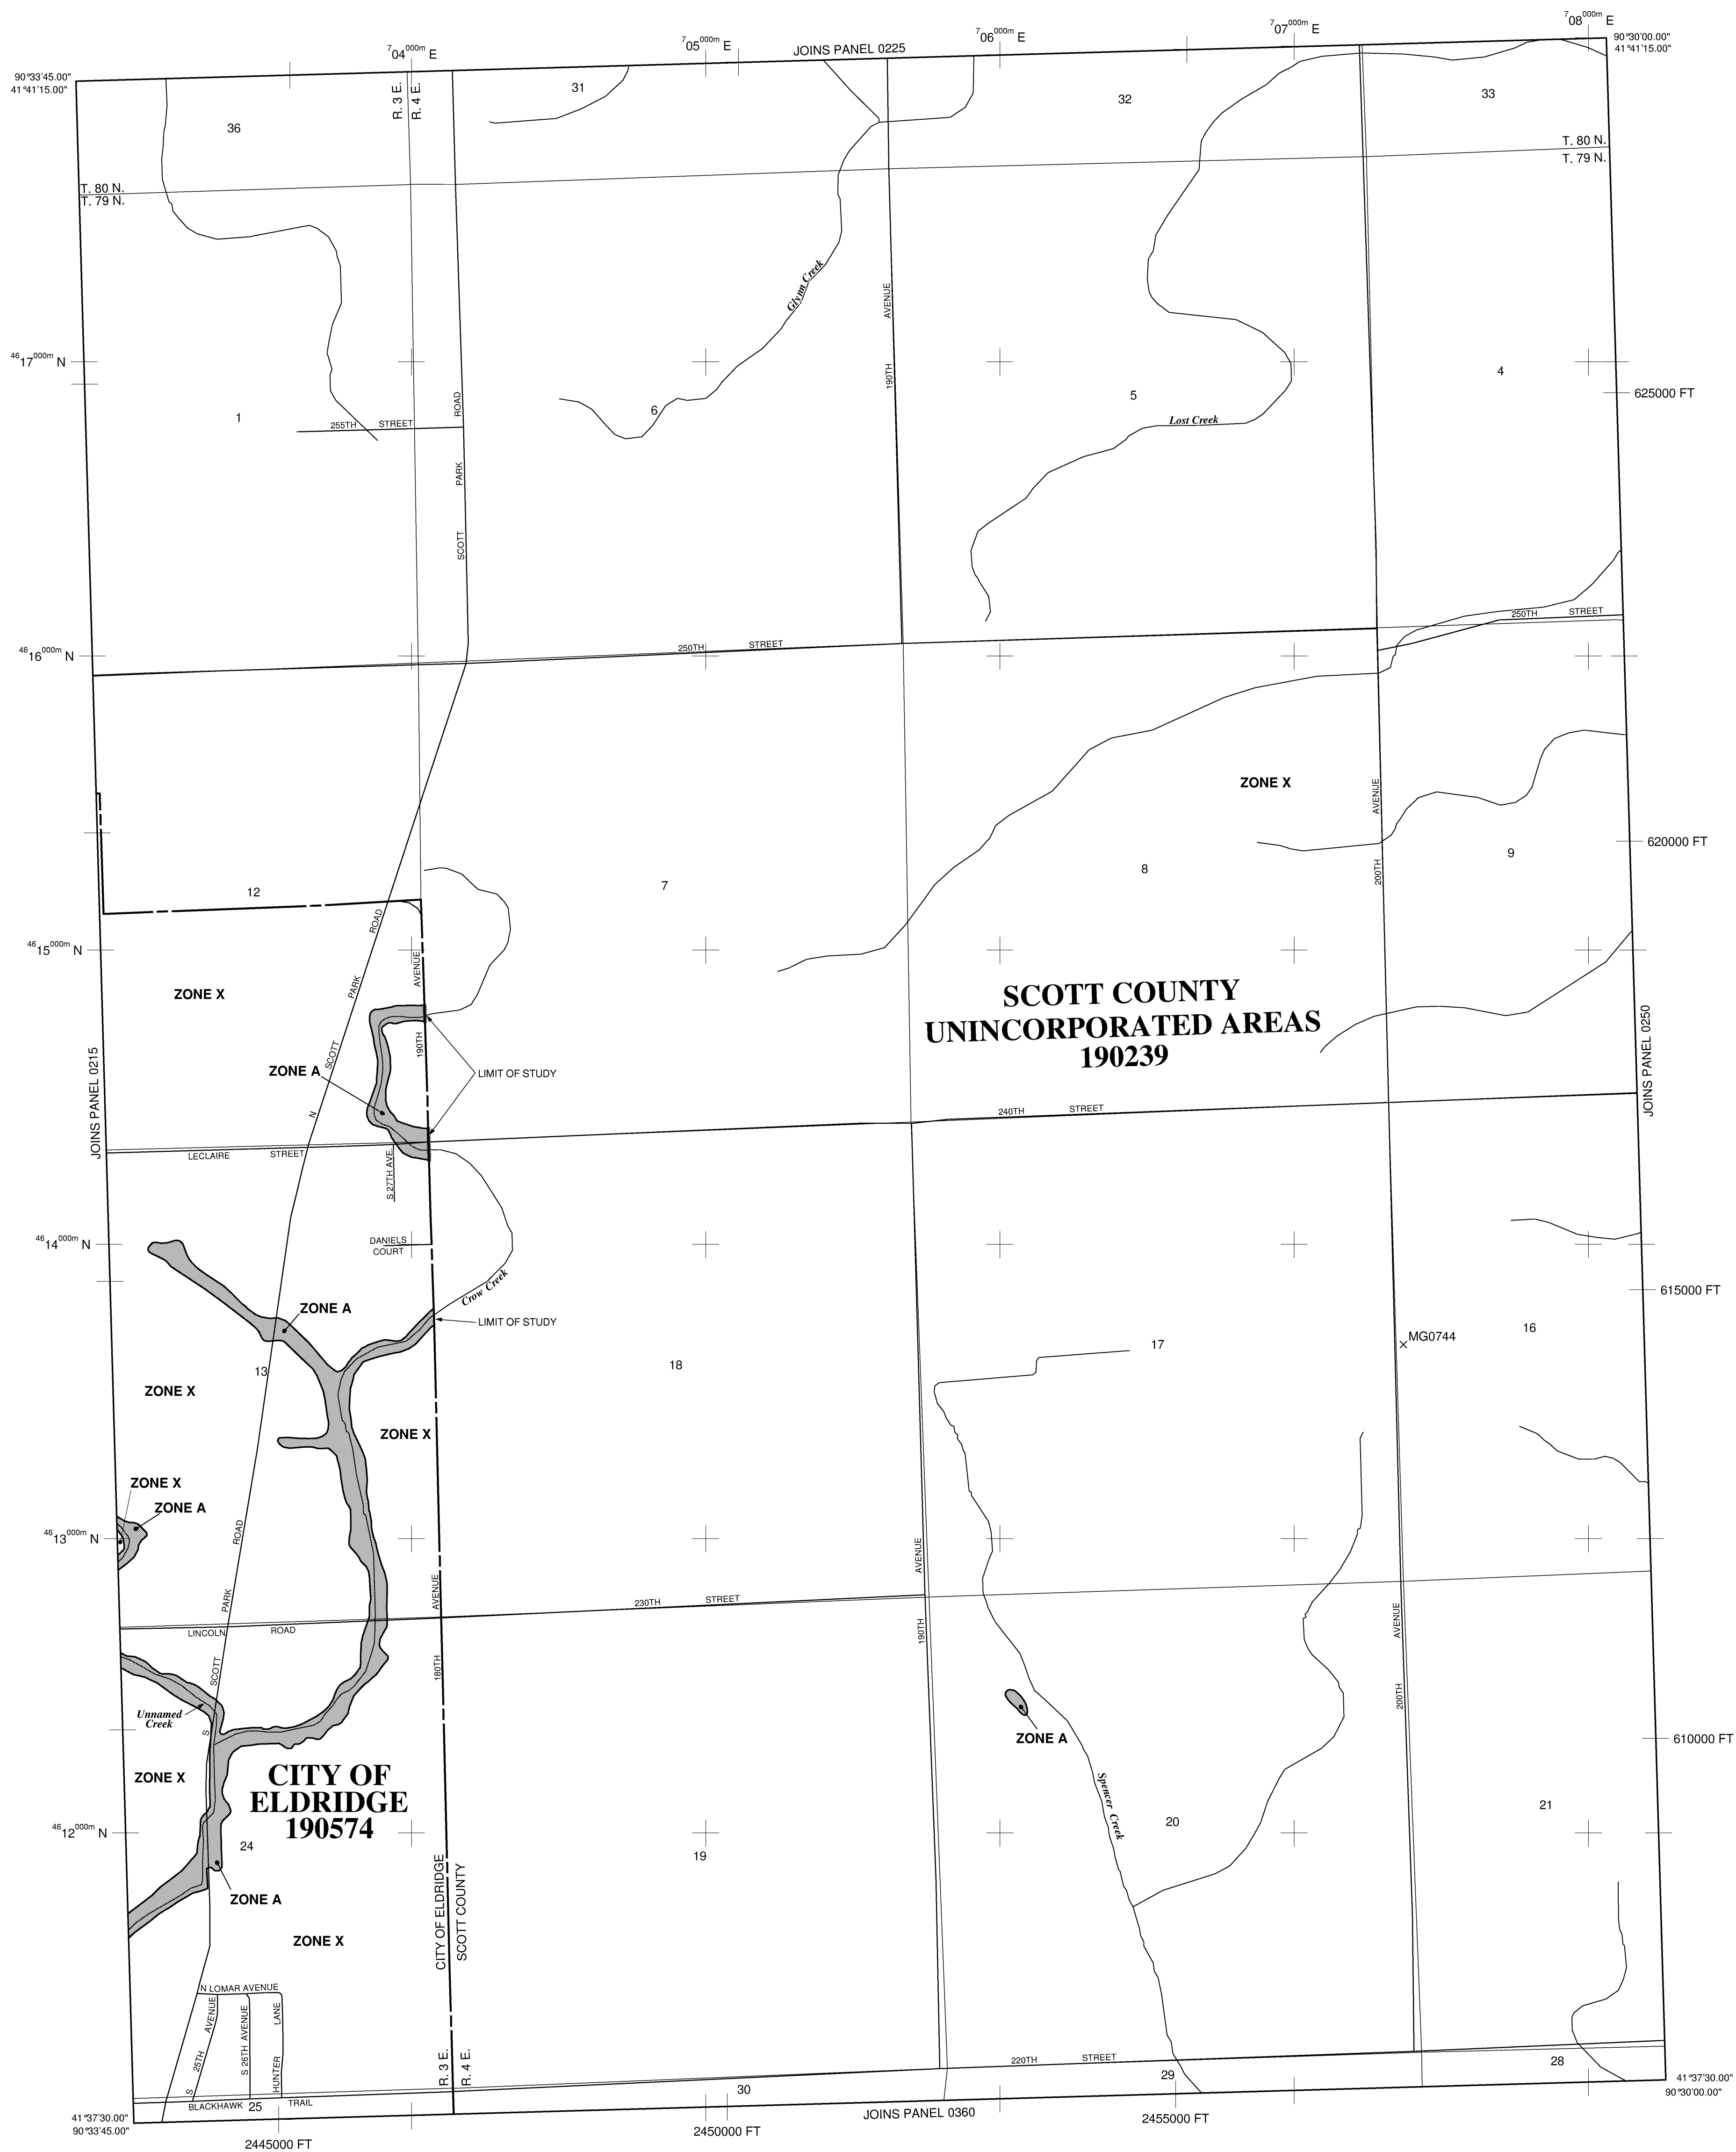 7 04 000m E
7 05 000m E
JOINS PANEL 0225
7 06 000m E
7 07 000m E
7 08 000m E
90°33'45.00"
41°41'15.00"
90°30'00.00"
41°41'15.00"
R. 3 E.
R. 4 E.
36
31
32
33
T. 80 N.
T. 79 N.
T. 80 N.
T. 79 N.
Glynn Creek
190TH AVENUE
46 17 000m N
1
255TH STREET
SCOTT PARK ROAD
6
5
Lost Creek
4
625000 FT
250TH STREET
250TH STREET
46 16 000m N
ZONE X
200TH AVENUE
620000 FT
12
7
8
9
46 15 000m N
ZONE X
N SCOTT PARK ROAD
190TH AVENUE
SCOTT COUNTY
UNINCORPORATED AREAS
190239
JOINS PANEL 0215
JOINS PANEL 0250
ZONE A
LIMIT OF STUDY
240TH STREET
LECLAIRE STREET
S 27TH AVE.
DANIELS
COURT
46 14 000m N
Crow Creek
ZONE A
LIMIT OF STUDY
615000 FT
13
18
17
MG0744
16
ZONE X
ZONE X
ZONE X
ZONE A
46 13 000m N
190TH AVENUE
230TH STREET
LINCOLN ROAD
180TH AVENUE
190TH
200TH AVENUE
S SCOTT PARK ROAD
Unnamed
Creek
ZONE A
610000 FT
ZONE X
CITY OF
ELDRIDGE
190574
Spencer Creek
46 12 000m N
24
19
20
21
ZONE A
CITY OF ELDRIDGE
SCOTT COUNTY
ZONE X
N LOMAR AVENUE
S 25TH AVENUE
S 26TH AVENUE
HUNTER LANE
R. 3 E.
R. 4 E.
220TH STREET
BLACKHAWK TRAIL
25
30
29
28
41°37'30.00"
90°33'45.00"
41°37'30.00"
90°30'00.00"
JOINS PANEL 0360
2445000 FT
2450000 FT
2455000 FT